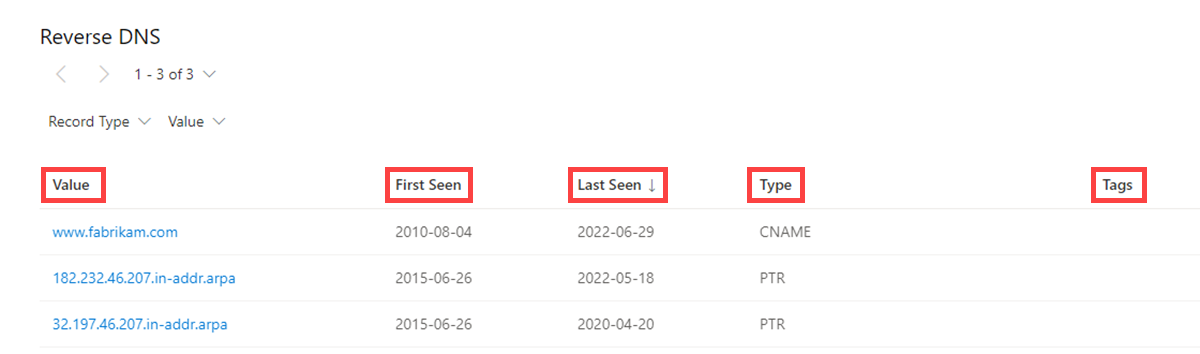 Reverse DNS
1 - 3 of 3
Record Type Value
Value First Seen Last Seen ↓ Type Tags
www.fabrikam.com 2010-08-04 2022-06-29 CNAME
182.232.46.207.in-addr.arpa 2015-06-26 2022-05-18 PTR
32.197.46.207.in-addr.arpa 2015-06-26 2020-04-20 PTR